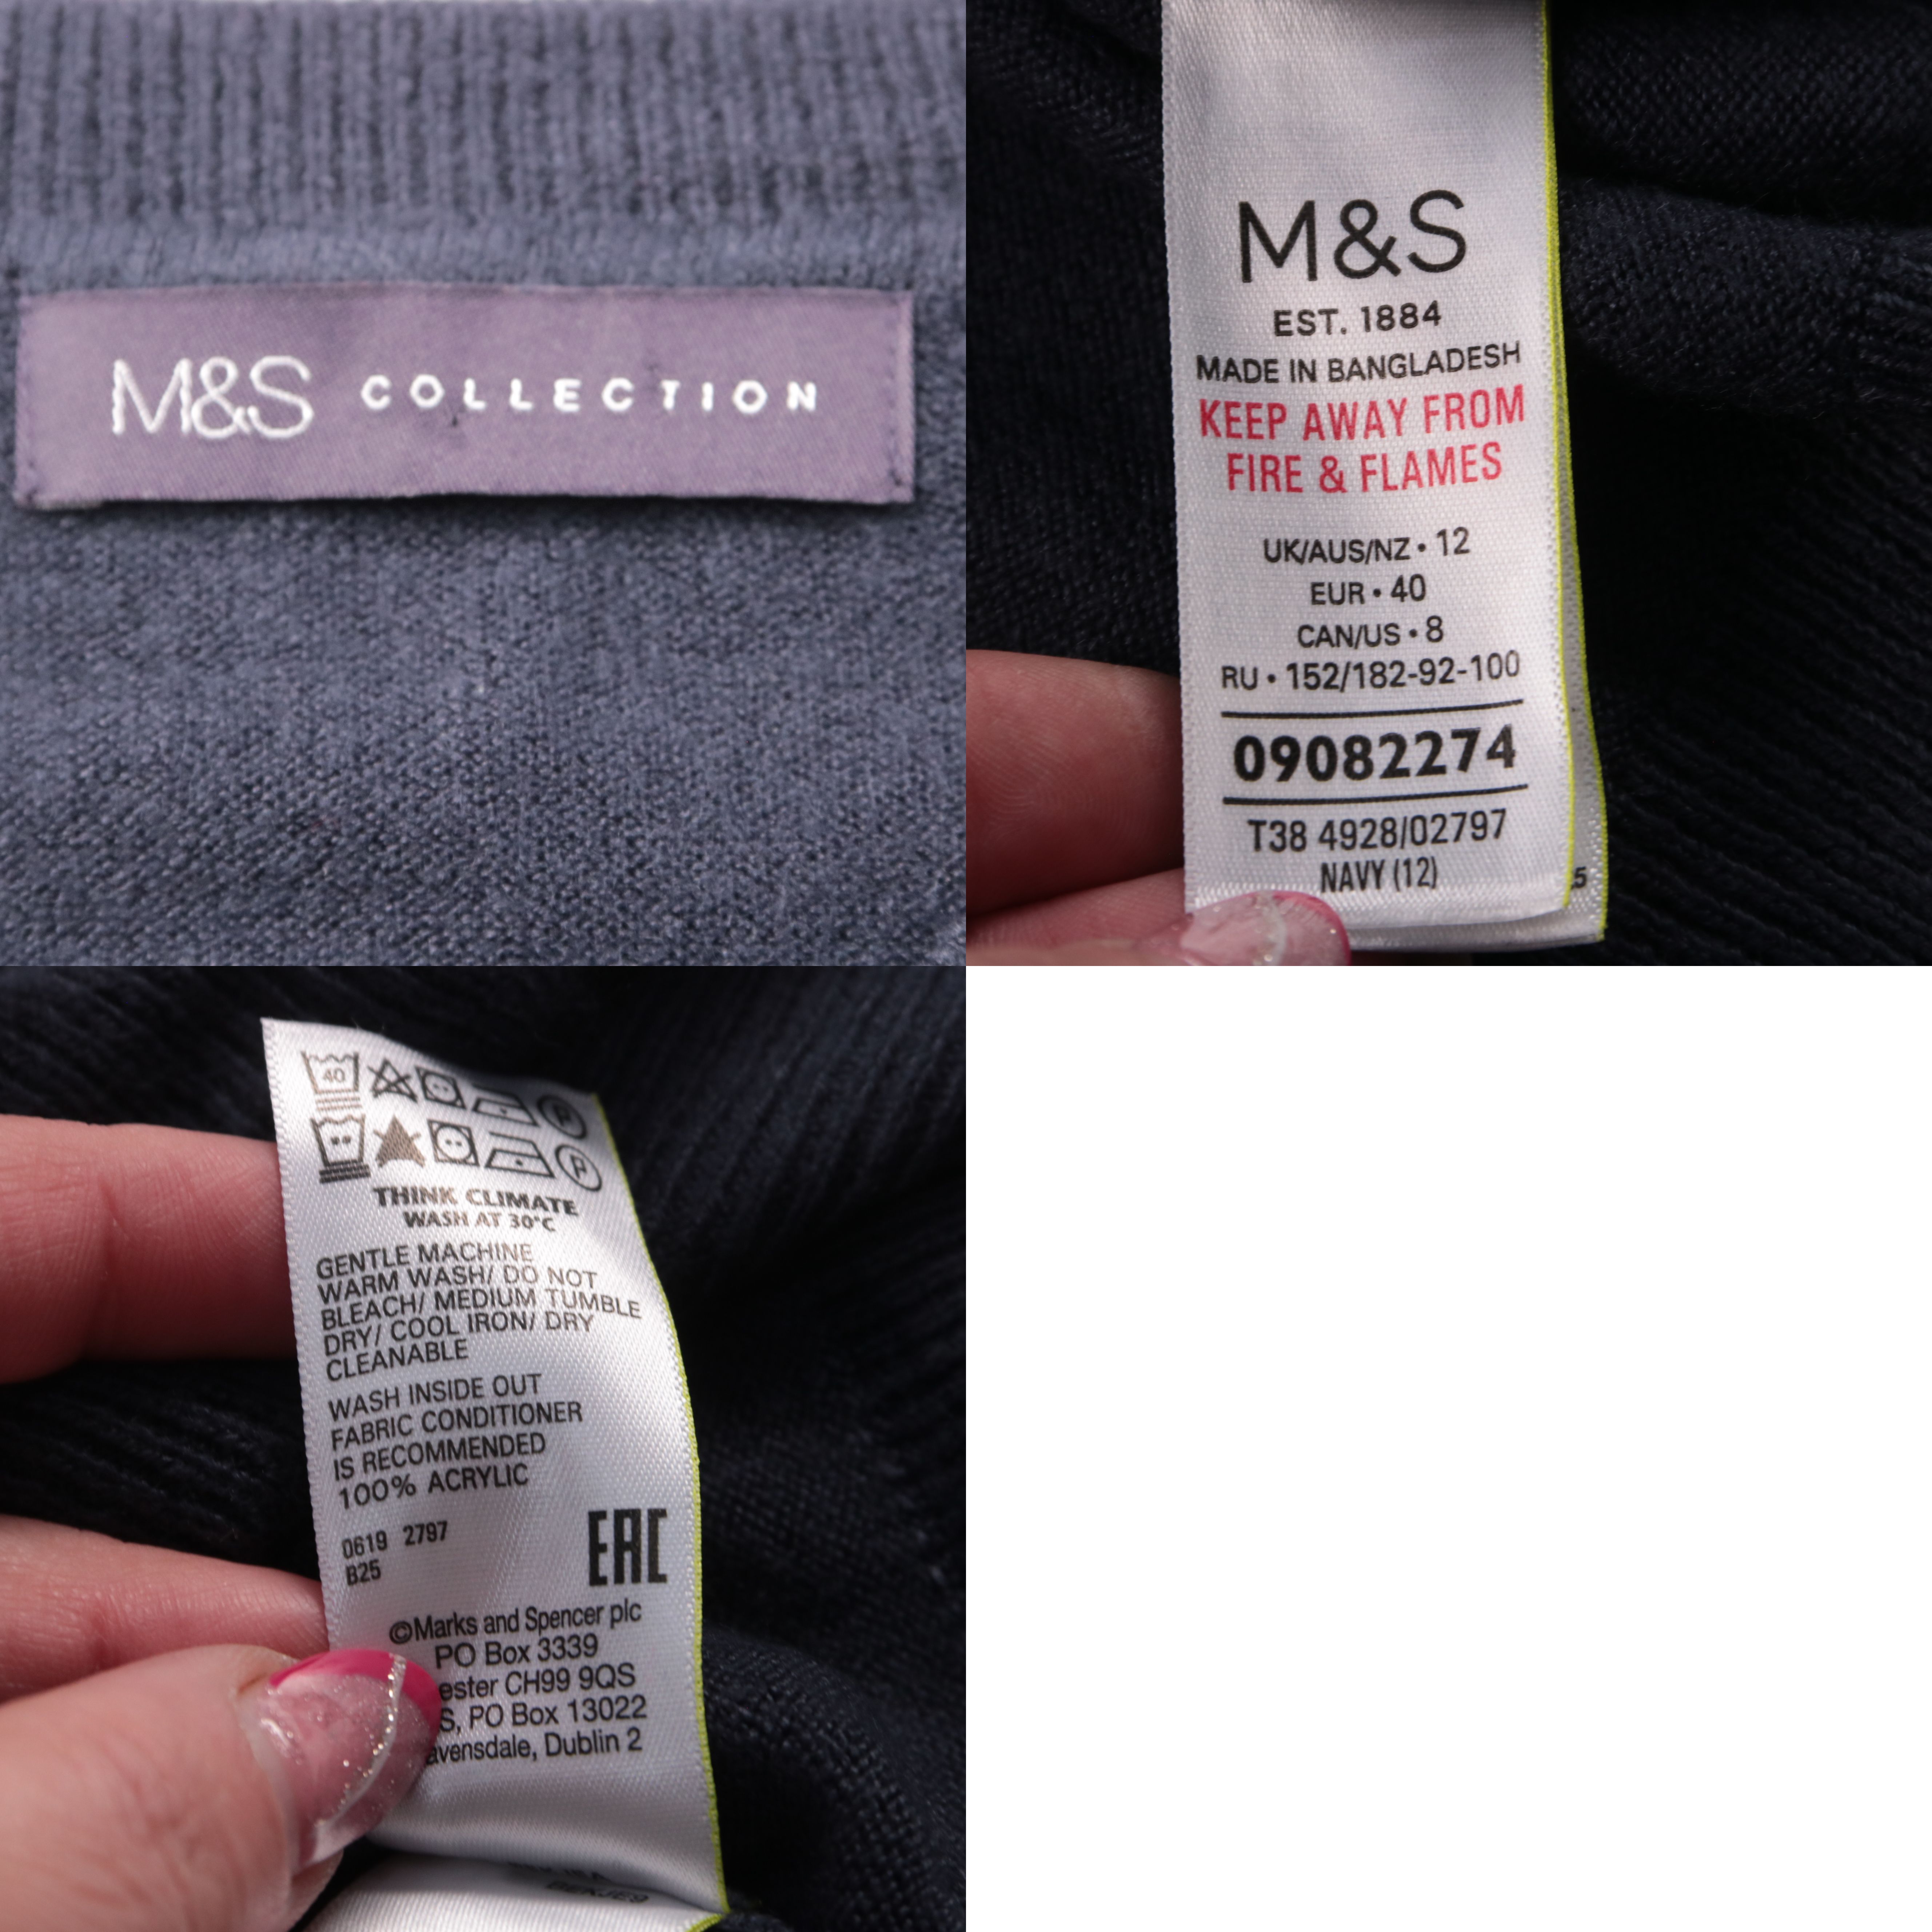 M&S COLLECTION
M&S
EST. 1884
MADE IN BANGLADESH
KEEP AWAY FROM
FIRE & FLAMES
UK/AUS/NZ • 12
EUR • 40
CAN/US • 8
RU • 152/182-92-100
09082274
T38 4928/02797
NAVY (12)
5
40
P
P
THINK CLIMATE
WASH AT 30°C
GENTLE MACHINE
WARM WASH/ DO NOT
BLEACH/ MEDIUM TUMBLE
DRY/ COOL IRON/ DRY
CLEANABLE
WASH INSIDE OUT
FABRIC CONDITIONER
IS RECOMMENDED
100% ACRYLIC
0619 2797
B25
EAC
©Marks and Spencer plc
PO Box 3339
ester CH99 9QS
S, PO Box 13022
avensdale, Dublin 2